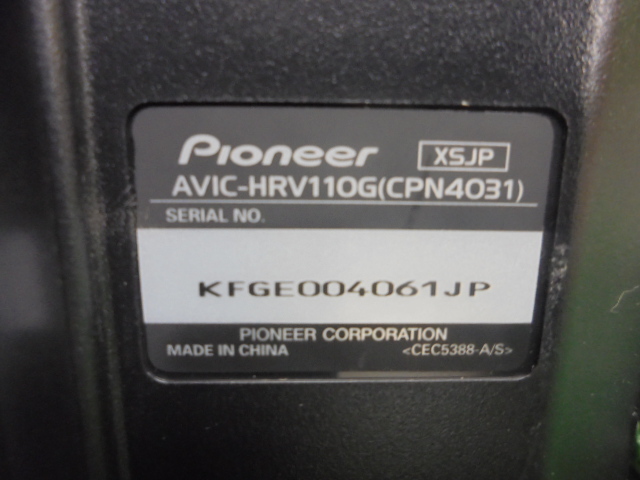 Pioneer XSJP
AVIC-HRV110G(CPN4031)
SERIAL NO.
KFGE004061JP
PIONEER CORPORATION
MADE IN CHINA <CEC5388-A/S>